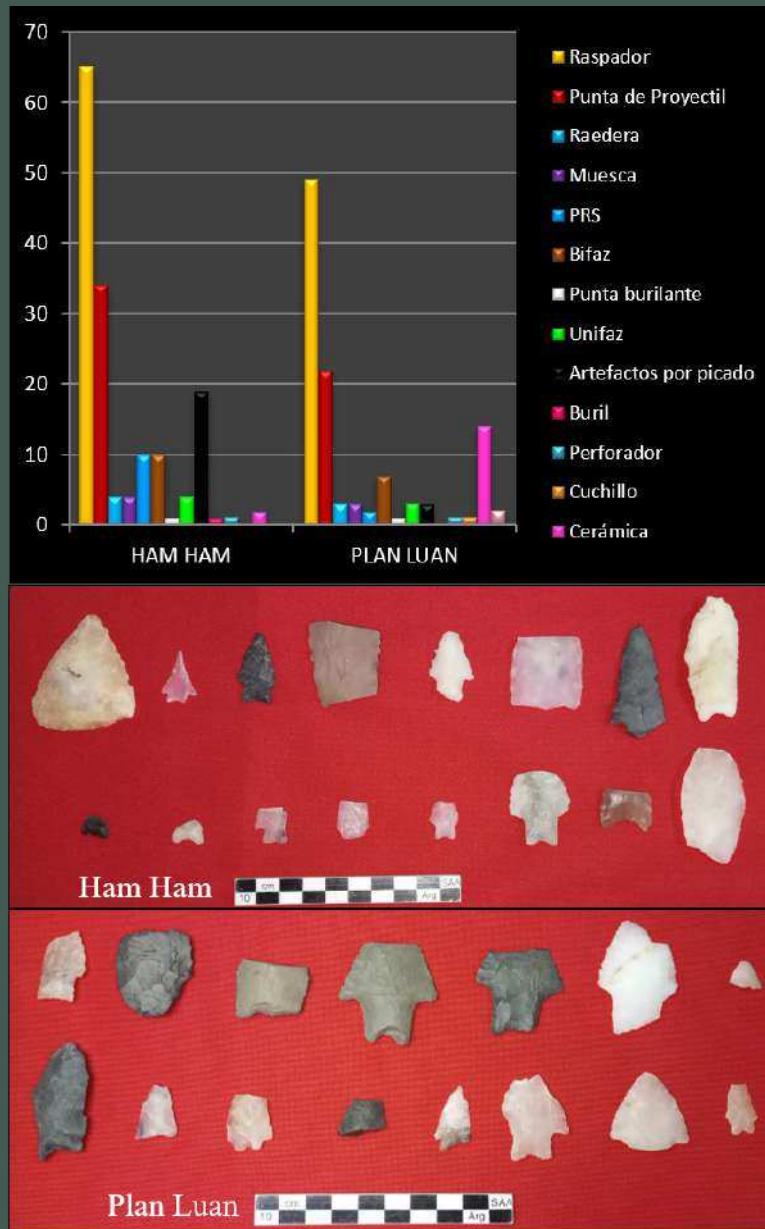 70
60
50
40
30
20
10
0
HAM HAM
PLAN LUAN
Raspador
Punta de Proyectil
Raedera
Muesca
PRS
Bifaz
Punta burilante
Unifaz
Artefactos por picado
Buril
Perforador
Cuchillo
Cerámica
Ham Ham
cm
SAA
10
Arg
Plan Luan
cm
SAA
10
Arg